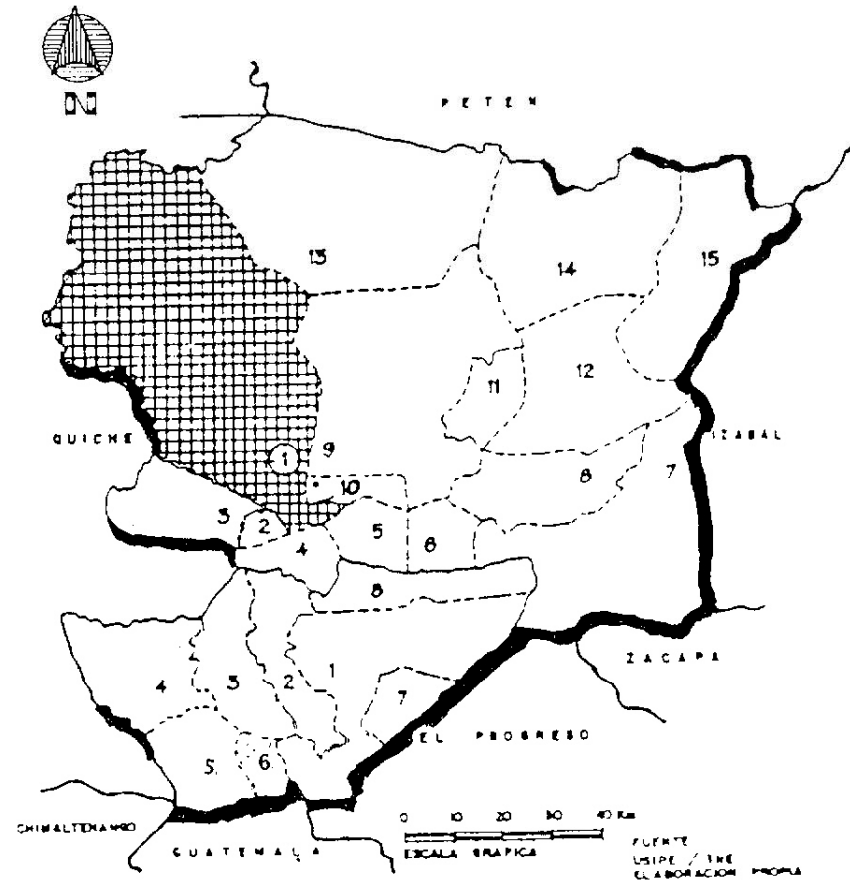 N
PETEN
13
14
15
11
12
QUICHE
1
9
IZABAL
8
7
10
3
2
4
5
6
8
ZACAPA
4
3
2
1
7
5
6
EL PROGRESO
0 10 20 30 40 Km
ESCALA GRAFICA
CHIMALTENANGO
GUATEMALA
FUENTE
USIPE / INE
ELABORACION PROPIA